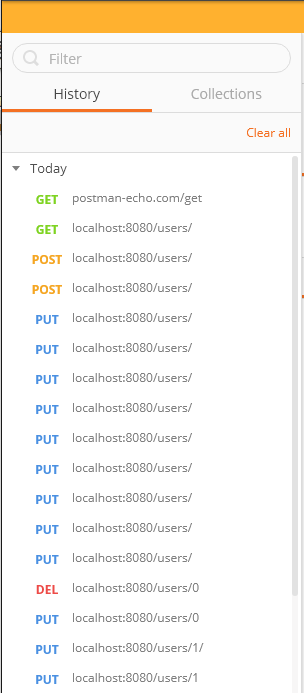 Filter
History Collections
Clear all
Today
GET postman-echo.com/get
GET localhost:8080/users/
POST localhost:8080/users/
POST localhost:8080/users/
PUT localhost:8080/users/
PUT localhost:8080/users/
PUT localhost:8080/users/
PUT localhost:8080/users/
PUT localhost:8080/users/
PUT localhost:8080/users/
PUT localhost:8080/users/
PUT localhost:8080/users/
PUT localhost:8080/users/
DEL localhost:8080/users/0
PUT localhost:8080/users/0
PUT localhost:8080/users/1/
PUT localhost:8080/users/1